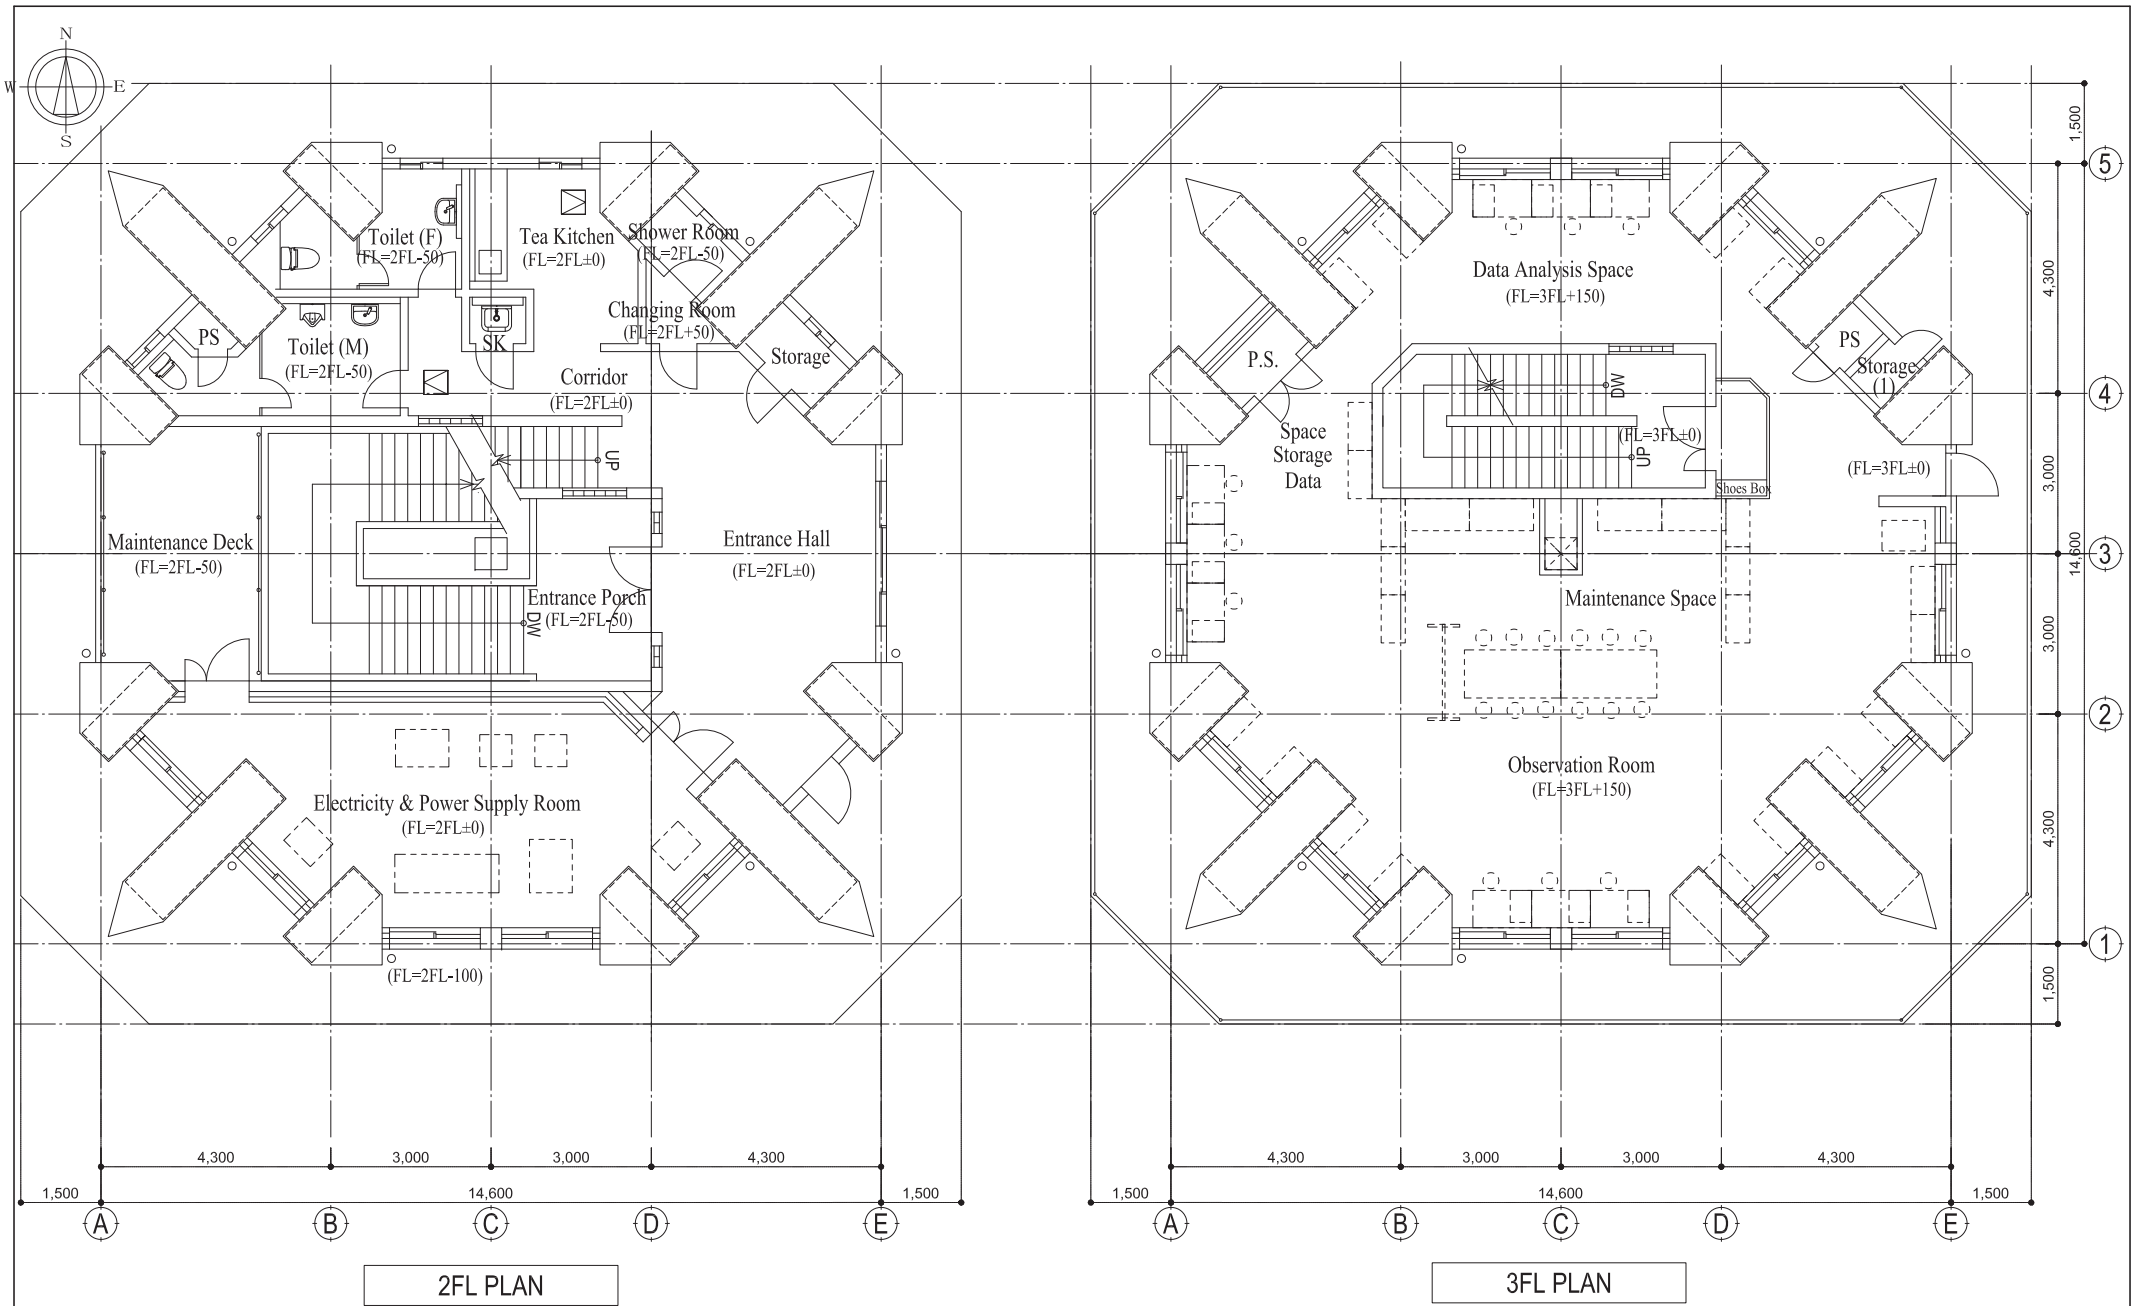 N
W
E
S
Toilet (F)
(FL=2FL-50)
Tea Kitchen
(FL=2FL±0)
Shower Room
(FL=2FL-50)
Changing Room
(FL=2FL+50)
PS
Toilet (M)
(FL=2FL-50)
SK
Storage
Corridor
(FL=2FL±0)
UP
Maintenance Deck
(FL=2FL-50)
Entrance Hall
(FL=2FL±0)
Entrance Porch
(FL=2FL-50)
DW
Electricity & Power Supply Room
(FL=2FL±0)
(FL=2FL-100)
4,300
3,000
3,000
4,300
1,500
14,600
1,500
A
B
C
D
E
2FL PLAN
Data Analysis Space
(FL=3FL+150)
P.S.
PS
Storage
(1)
DW
(FL=3FL±0)
UP
Space
Storage
Data
(FL=3FL±0)
Shoes Box
Maintenance Space
Observation Room
(FL=3FL+150)
1,500
4,300
3,000
14,600
3,000
4,300
1,500
5
4
3
2
1
4,300
3,000
3,000
4,300
1,500
14,600
1,500
A
B
C
D
E
3FL PLAN